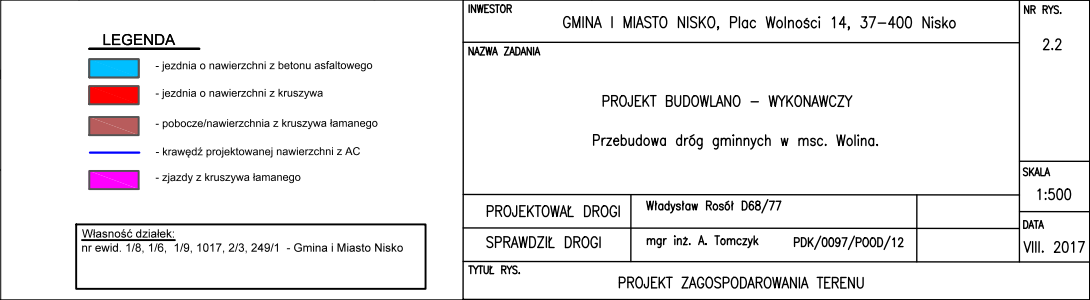 LEGENDA
- jezdnia o nawierzchni z betonu asfaltowego
- jezdnia o nawierzchni z kruszywa
- pobocze/nawierzchnia z kruszywa łamanego
- krawędź projektowanej nawierzchni z AC
- zjazdy z kruszywa łamanego
Własność działek:
nr ewid. 1/8, 1/6, 1/9, 1017, 2/3, 249/1 - Gmina i Miasto Nisko
INWESTOR
GMINA I MIASTO NISKO, Plac Wolności 14, 37-400 Nisko
NR RYS.
2.2
NAZWA ZADANIA
PROJEKT BUDOWLANO – WYKONAWCZY
Przebudowa dróg gminnych w msc. Wolina.
SKALA
1:500
PROJEKTOWAŁ DROGI
Władysław Rosół D68/77
SPRAWDZIŁ DROGI
mgr inż. A. Tomczyk PDK/0097/POOD/12
DATA
VIII. 2017
TYTUŁ RYS.
PROJEKT ZAGOSPODAROWANIA TERENU